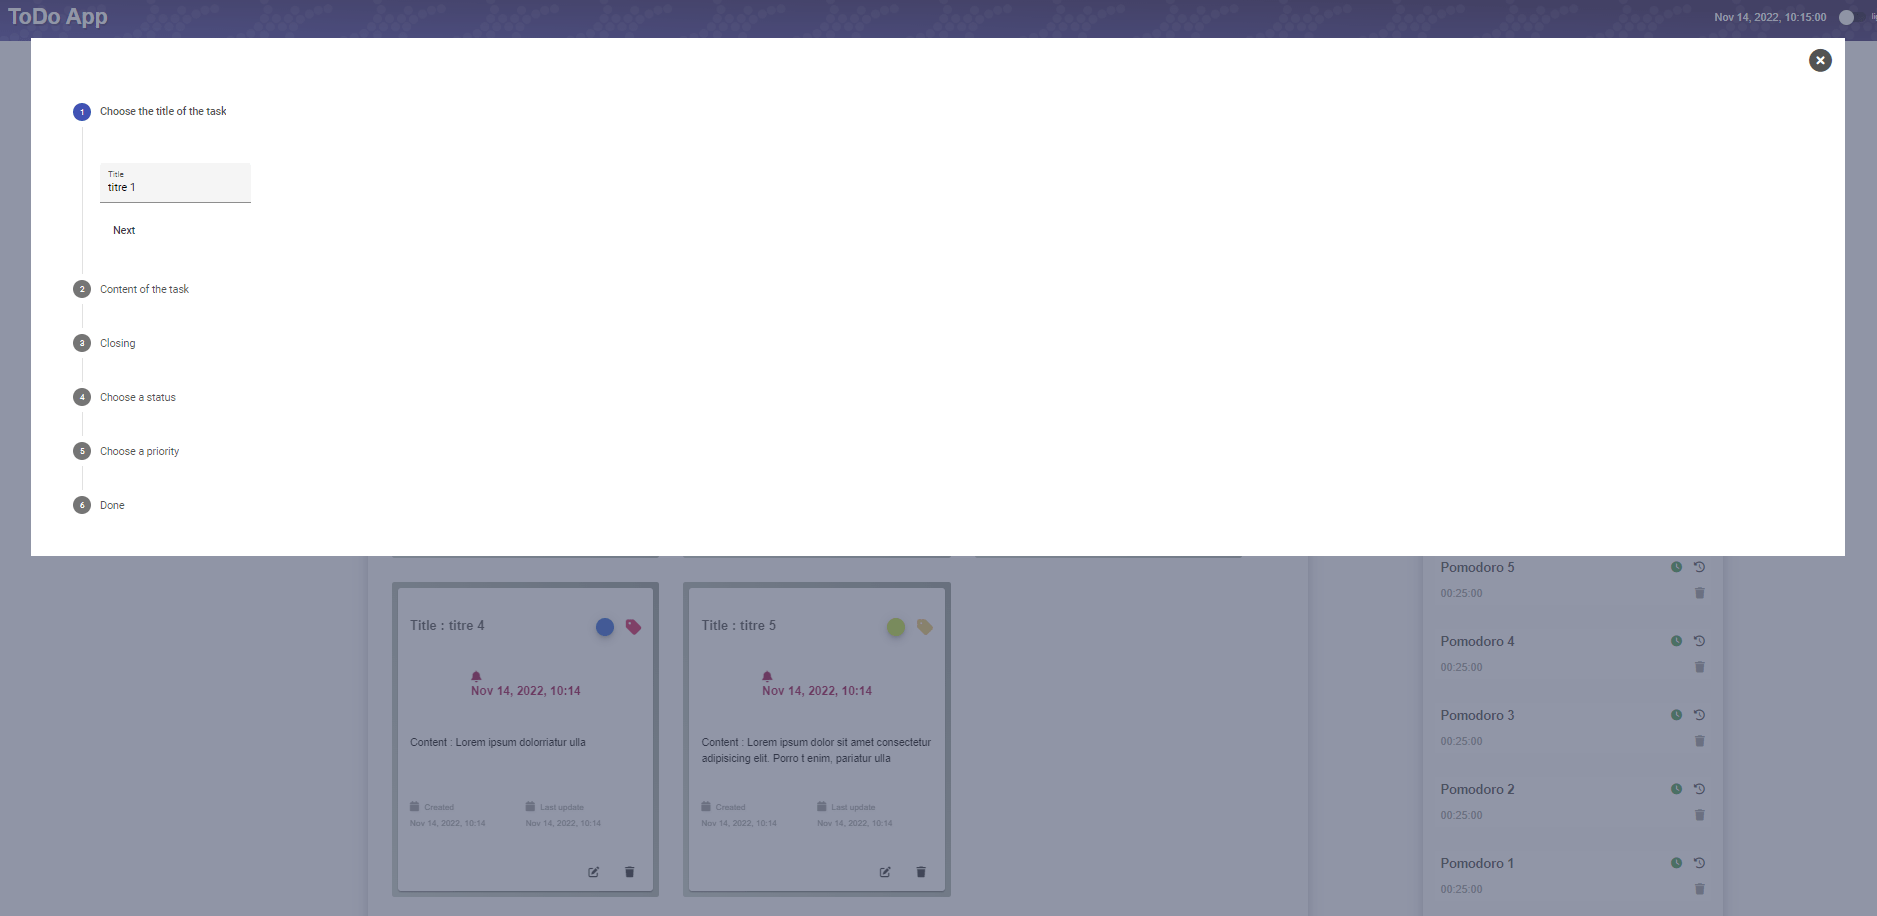 ToDo App
Nov 14, 2022, 10:15:00
1 Choose the title of the task
Title
titre 1
Next
2 Content of the task
3 Closing
4 Choose a status
5 Choose a priority
6 Done
Title : titre 4
Nov 14, 2022, 10:14
Content : Lorem ipsum dolorriatur ulla
Created
Last update
Nov 14, 2022, 10:14
Nov 14, 2022, 10:14
Title : titre 5
Nov 14, 2022, 10:14
Content : Lorem ipsum dolor sit amet consectetur
adipisicing elit. Porro t enim, pariatur ulla
Created
Last update
Nov 14, 2022, 10:14
Nov 14, 2022, 10:14
Pomodoro 5
00:25:00
Pomodoro 4
00:25:00
Pomodoro 3
00:25:00
Pomodoro 2
00:25:00
Pomodoro 1
00:25:00